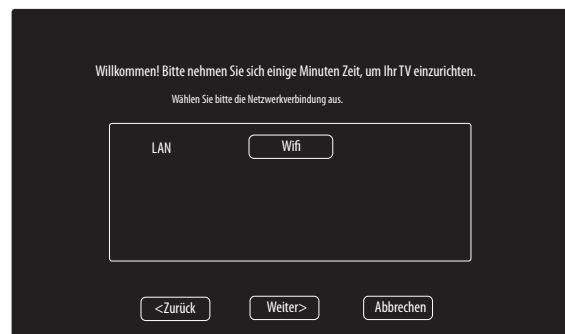 Willkommen! Bitte nehmen Sie sich einige Minuten Zeit, um Ihr TV einzurichten.
Wählen Sie bitte die Netzwerkverbindung aus.
LAN Wifi
<Zurück Weiter> Abbrechen